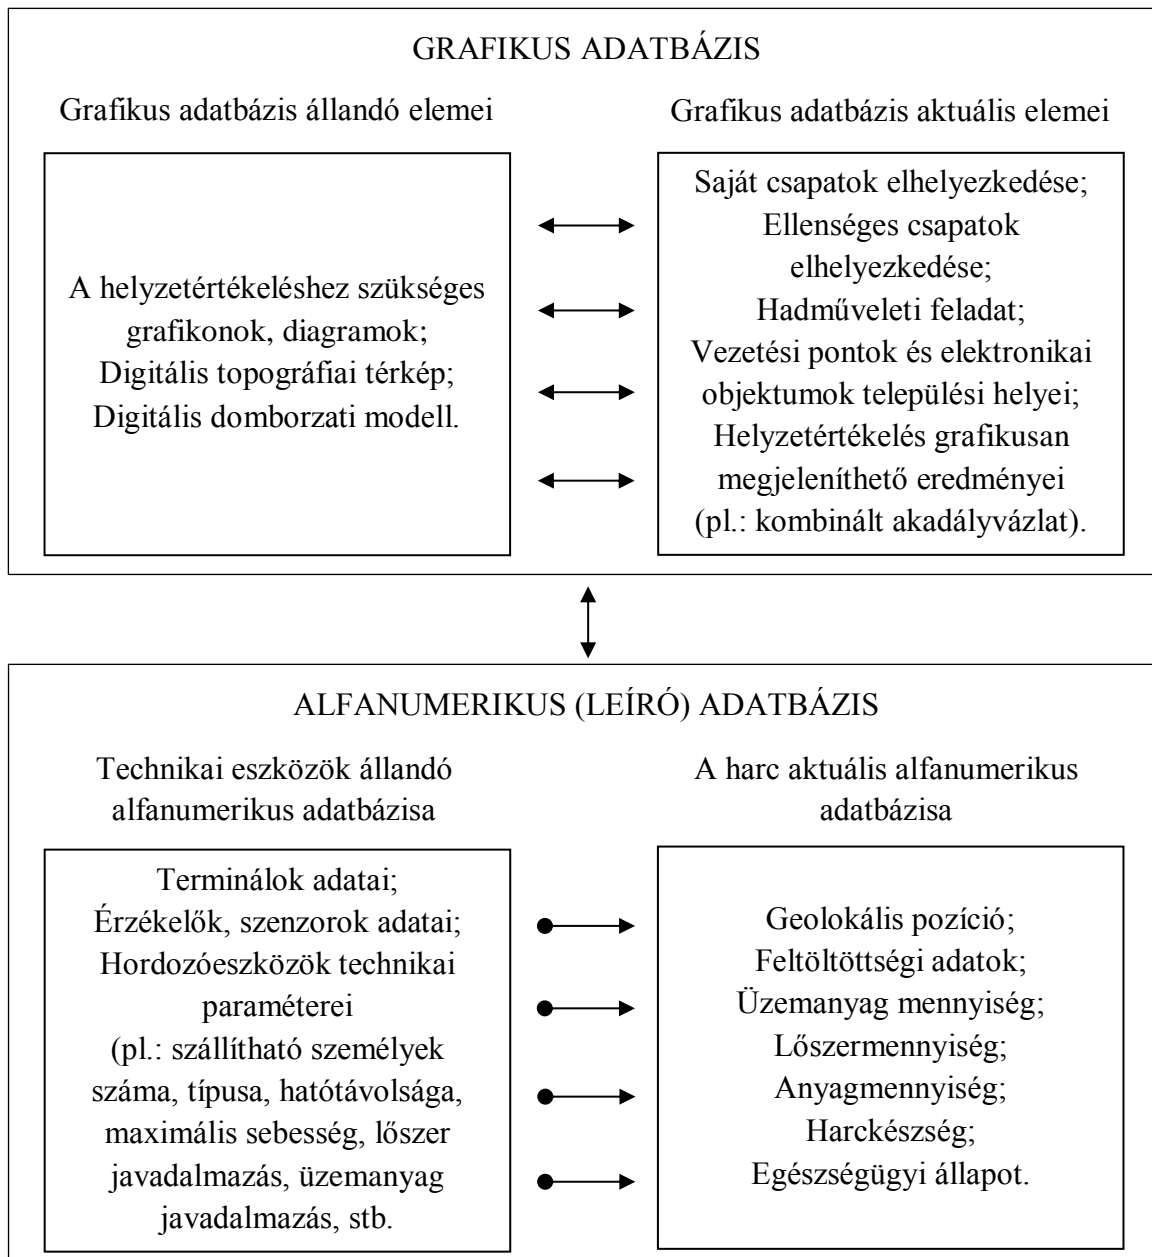 GRAFIKUS ADATBÁZIS
Grafikus adatbázis állandó elemei
A helyzetértékeléshez szükséges
grafikonok, diagramok;
Digitális topográfiai térkép;
Digitális domborzati modell.
Grafikus adatbázis aktuális elemei
Saját csapatok elhelyezkedése;
Ellenséges csapatok
elhelyezkedése;
Hadműveleti feladat;
Vezetési pontok és elektronikai
objektumok települési helyei;
Helyzetértékelés grafikusan
megjeleníthető eredményei
(pl.: kombinált akadályvázlat).
ALFANUMERIKUS (LEÍRÓ) ADATBÁZIS
Technikai eszközök állandó
alfanumerikus adatbázisa
Terminálok adatai;
Érzékelők, szenzorok adatai;
Hordozóeszközök technikai
paraméterei
(pl.: szállítható személyek
száma, típusa, hatótávolsága,
maximális sebesség, lőszer
javadalmazás, üzemanyag
javadalmazás, stb.
A harc aktuális alfanumerikus
adatbázisa
Geolokális pozíció;
Feltöltöttségi adatok;
Üzemanyag mennyiség;
Lőszermennyiség;
Anyagmennyiség;
Harckészség;
Egészségügyi állapot.